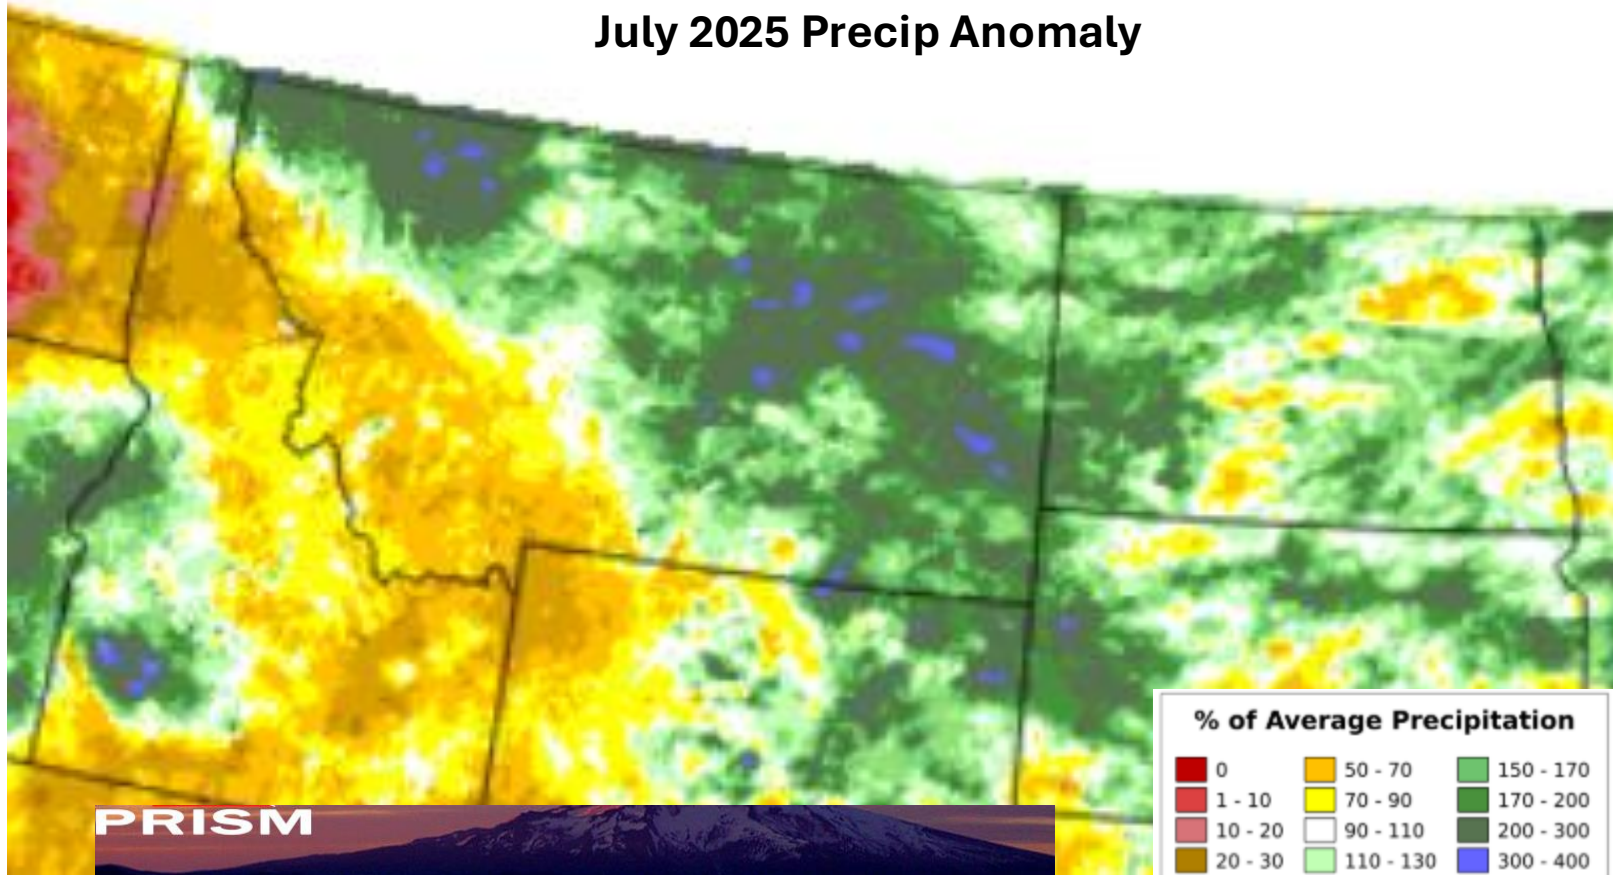 July 2025 Precip Anomaly
% of Average Precipitation
0 50 - 70 150 - 170
1 - 10 70 - 90 170 - 200
10 - 20 90 - 110 200 - 300
20 - 30 110 - 130 300 - 400
PRISM